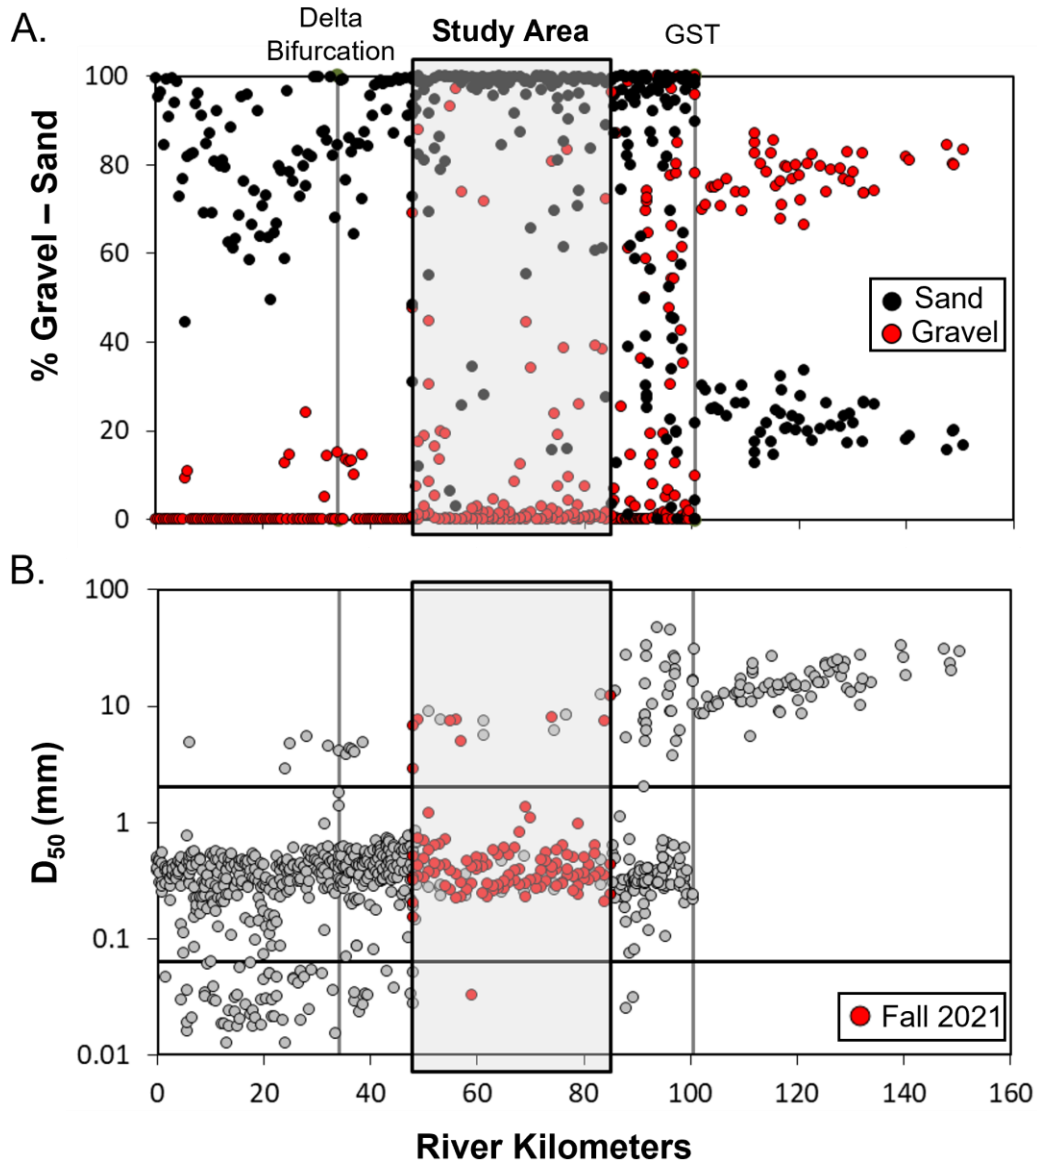 A.
Delta
Bifurcation
Study Area
GST
% Gravel – Sand
100
80
60
40
20
0
Sand
Gravel
B.
D50 (mm)
100
10
1
0.1
0.01
Fall 2021
0 20 40 60 80 100 120 140 160
River Kilometers